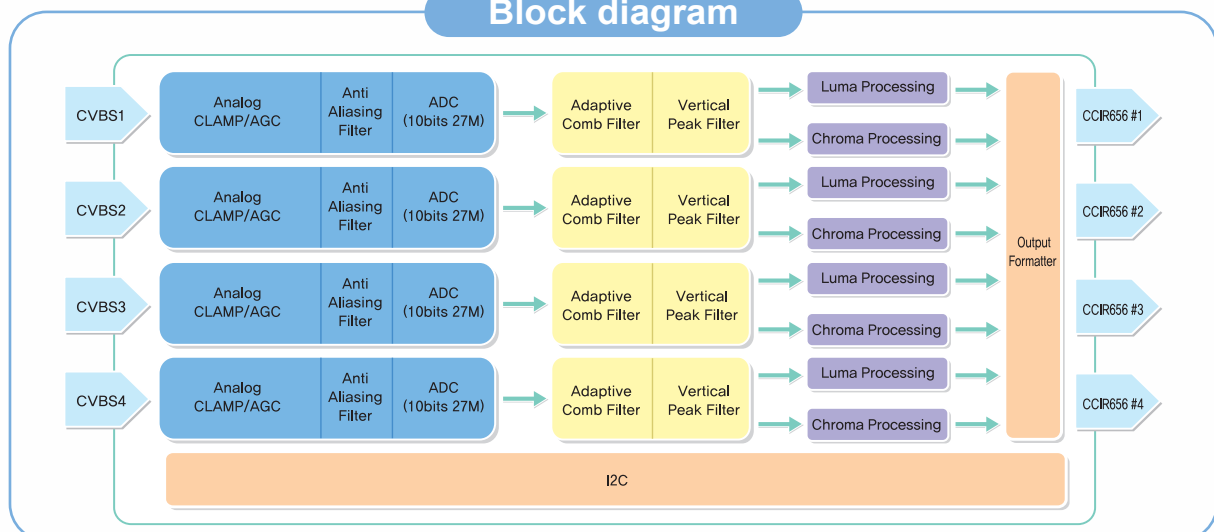 Block diagram
CVBS1
Analog
CLAMP/AGC
Anti
Aliasing
Filter
ADC
(10bits 27M)
Adaptive
Comb Filter
Vertical
Peak Filter
Luma Processing
Chroma Processing
CCIR656 #1
CVBS2
Analog
CLAMP/AGC
Anti
Aliasing
Filter
ADC
(10bits 27M)
Adaptive
Comb Filter
Vertical
Peak Filter
Luma Processing
Chroma Processing
CCIR656 #2
Output
Formatter
CVBS3
Analog
CLAMP/AGC
Anti
Aliasing
Filter
ADC
(10bits 27M)
Adaptive
Comb Filter
Vertical
Peak Filter
Luma Processing
Chroma Processing
CCIR656 #3
CVBS4
Analog
CLAMP/AGC
Anti
Aliasing
Filter
ADC
(10bits 27M)
Adaptive
Comb Filter
Vertical
Peak Filter
Luma Processing
Chroma Processing
CCIR656 #4
I2C